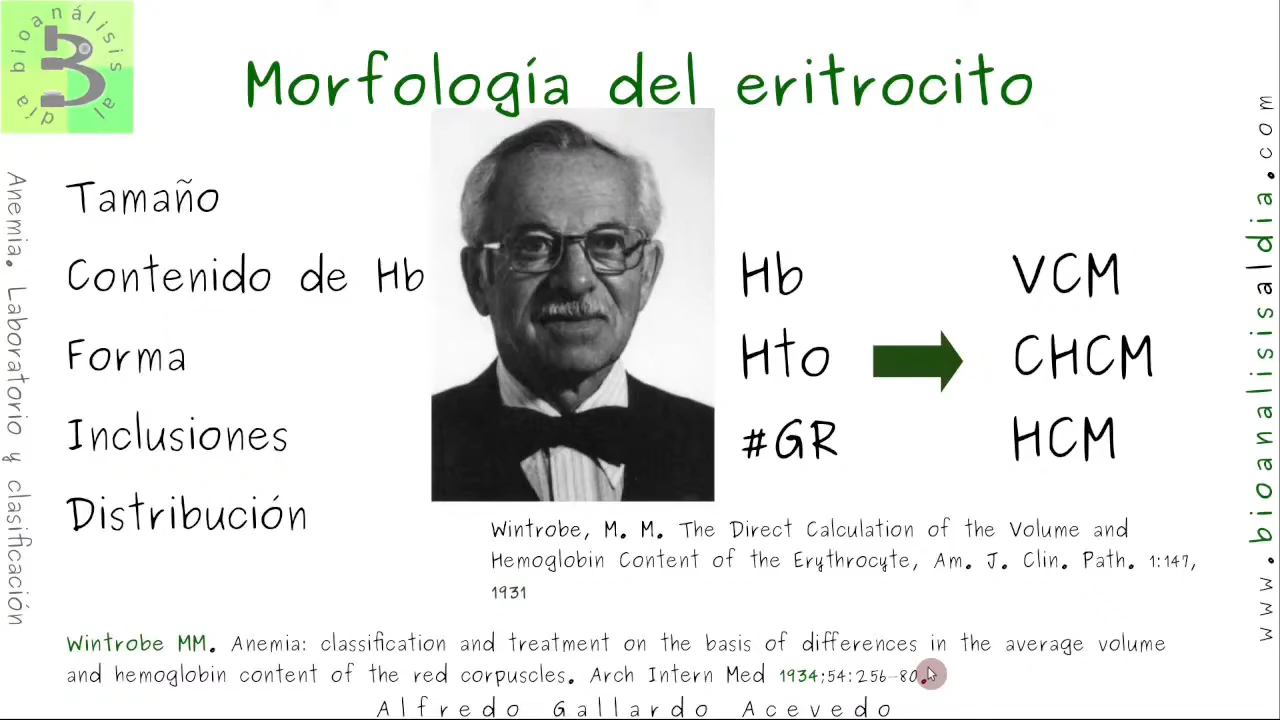 bioanálisis al día
Morfología del eritrocito
Anemia. Laboratorio y clasificación
Tamaño
Contenido de Hb
Forma
Inclusiones
Distribución
Hb
Hto
#GR
VCM
CHCM
HCM
Wintrobe, M. M. The Direct Calculation of the Volume and
Hemoglobin Content of the Erythrocyte, Am. J. Clin. Path. 1:147,
1931
Wintrobe MM. Anemia: classification and treatment on the basis of differences in the average volume
and hemoglobin content of the red corpuscles. Arch Intern Med 1934;54:256-80.
Alfredo Gallardo Acevedo
www.bioanalisisaldia.com